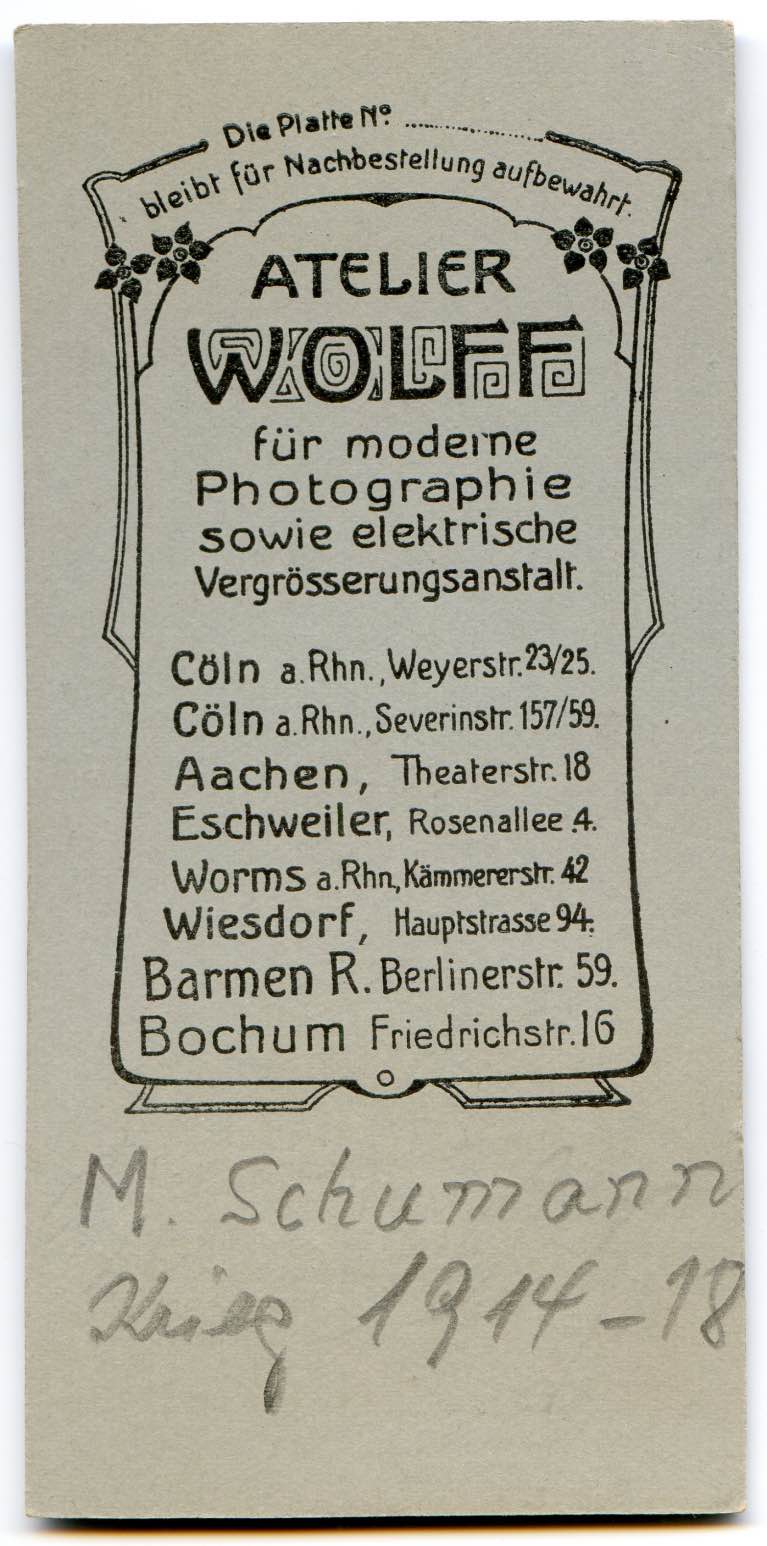 Die Platte Nº ....................
bleibt für Nachbestellung aufbewahrt.
ATELIER
WOLFF
für moderne
Photographie
sowie elektrische
Vergrösserungsanstalt.
Cöln a.Rhn., Weyerstr. 23/25.
Cöln a.Rhn., Severinstr. 157/59.
Aachen, Theaterstr. 18
Eschweiler, Rosenallee 4.
Worms a.Rhn., Kämmererstr. 42
Wiesdorf, Hauptstrasse 94.
Barmen R. Berlinerstr. 59.
Bochum Friedrichstr. 16
M. Schumann
Krieg 1914-18